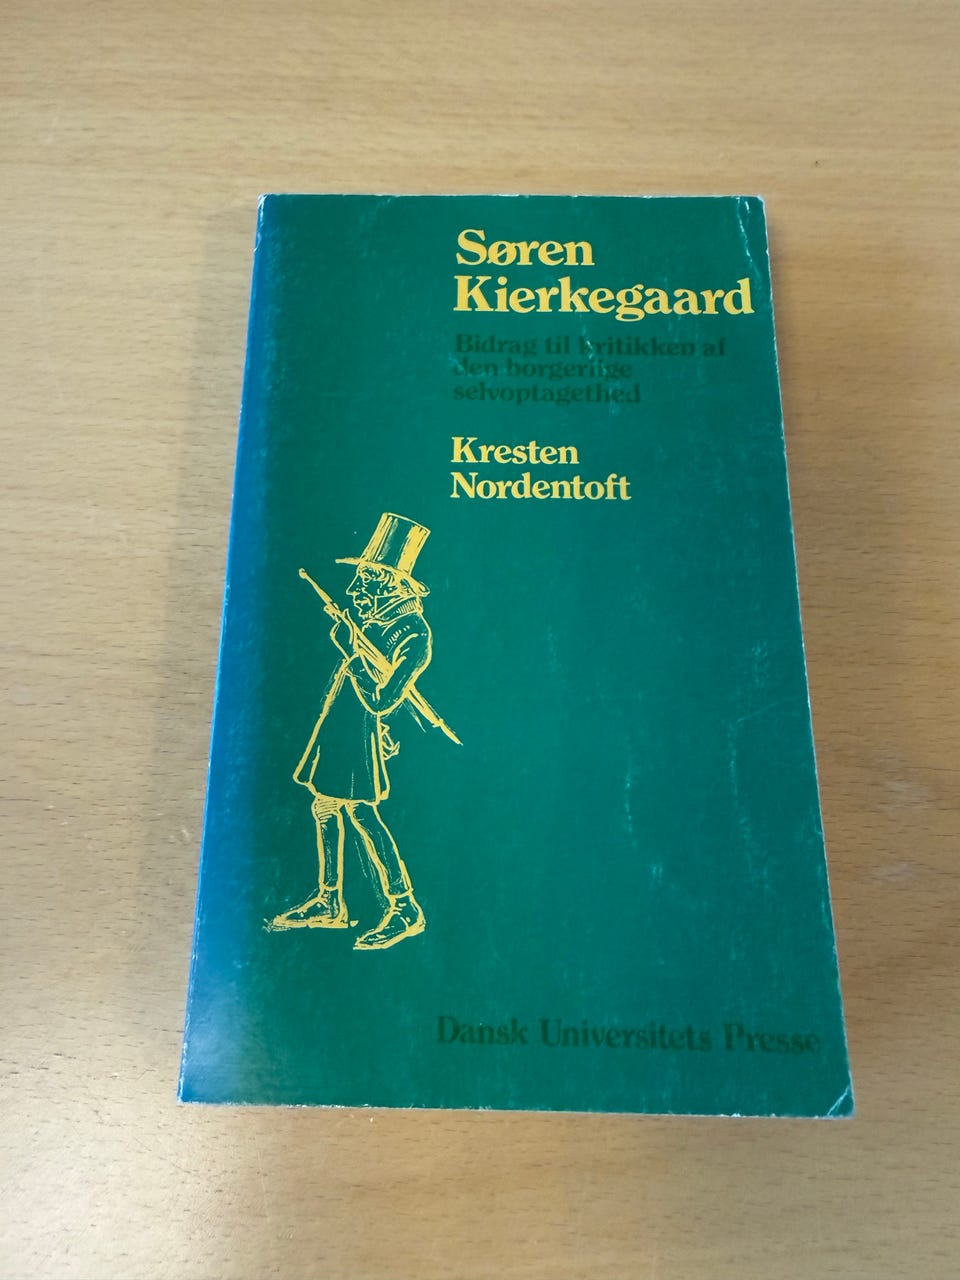 Søren
Kierkegaard
Bidrag til kritikken af
den borgerlige
selvoptagethed
Kresten
Nordentoft
Dansk Universitets Presse